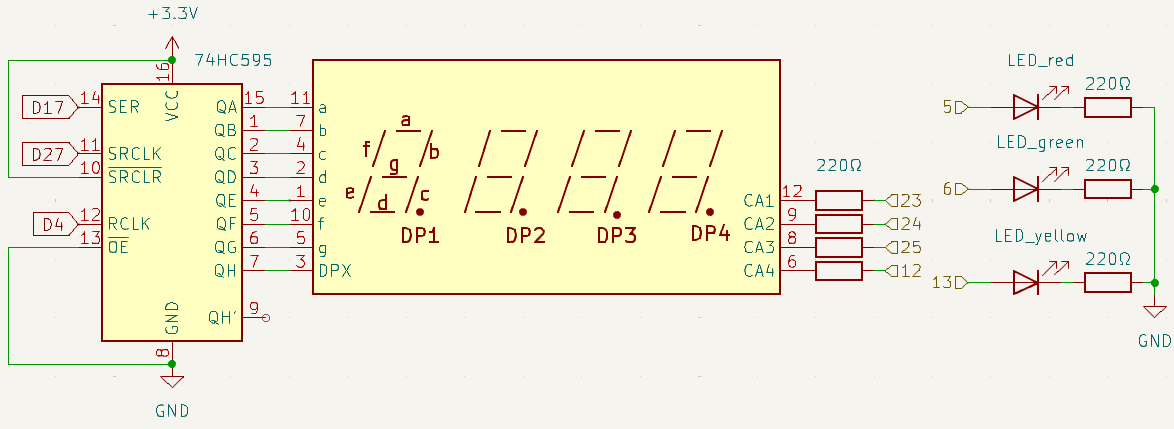 +3.3V
74HC595
16
VCC
D17
14
SER
D27
11
SRCLK
10
SRCLR
D4
12
RCLK
13
OE
GND
8
GND
QA
15
QB
1
QC
2
QD
3
QE
4
QF
5
QG
6
QH
7
QH'
9
11
a
7
b
4
c
2
d
1
e
10
f
5
g
3
DPX
a
f
b
g
e
c
d
DP1
DP2
DP3
DP4
220Ω
CA1
12
23
CA2
9
24
CA3
8
25
CA4
6
12
LED_red
5
220Ω
LED_green
6
220Ω
LED_yellow
13
220Ω
GND